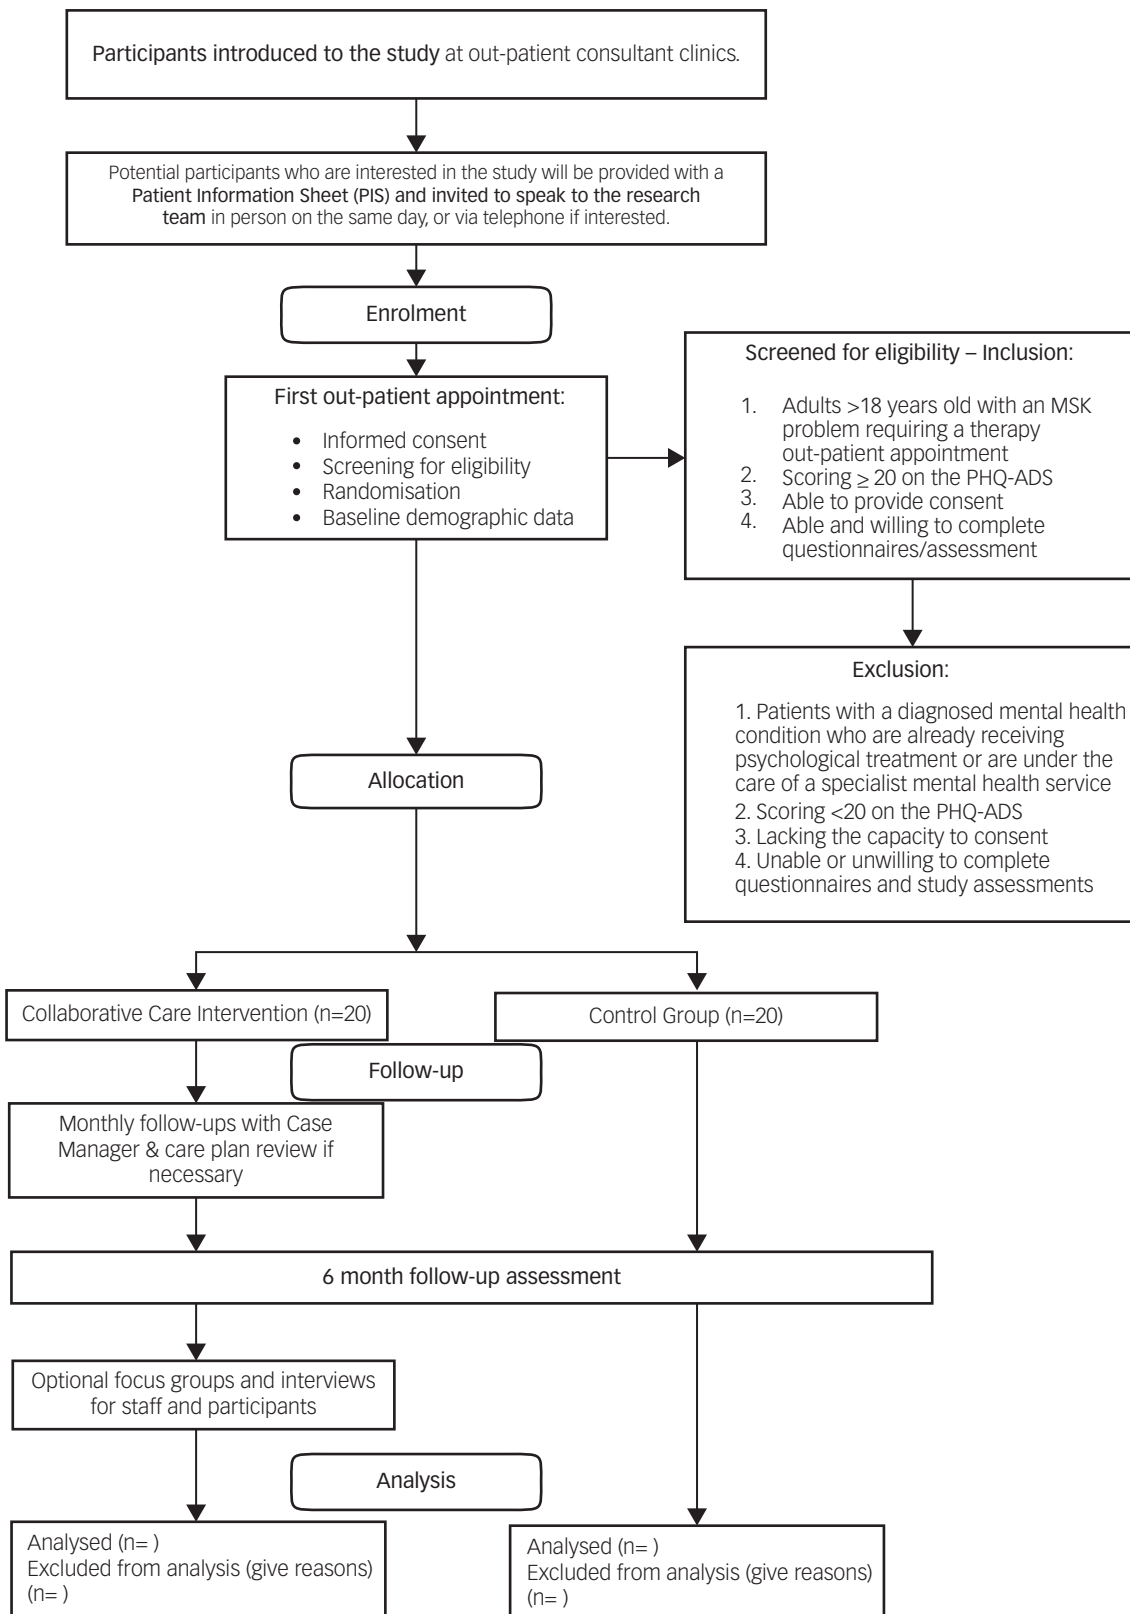 Participants introduced to the study at out-patient consultant clinics.
Potential participants who are interested in the study will be provided with a
Patient Information Sheet (PIS) and invited to speak to the research
team in person on the same day, or via telephone if interested.
Enrolment
First out-patient appointment:
• Informed consent
• Screening for eligibility
• Randomisation
• Baseline demographic data
Screened for eligibility – Inclusion:
1. Adults >18 years old with an MSK
problem requiring a therapy
out-patient appointment
2. Scoring ≥ 20 on the PHQ-ADS
3. Able to provide consent
4. Able and willing to complete
questionnaires/assessment
Exclusion:
1. Patients with a diagnosed mental health
condition who are already receiving
psychological treatment or are under the
care of a specialist mental health service
2. Scoring <20 on the PHQ-ADS
3. Lacking the capacity to consent
4. Unable or unwilling to complete
questionnaires and study assessments
Allocation
Collaborative Care Intervention (n=20)
Control Group (n=20)
Follow-up
Monthly follow-ups with Case
Manager & care plan review if
necessary
6 month follow-up assessment
Optional focus groups and interviews
for staff and participants
Analysis
Analysed (n= )
Excluded from analysis (give reasons)
(n= )
Analysed (n= )
Excluded from analysis (give reasons)
(n= )